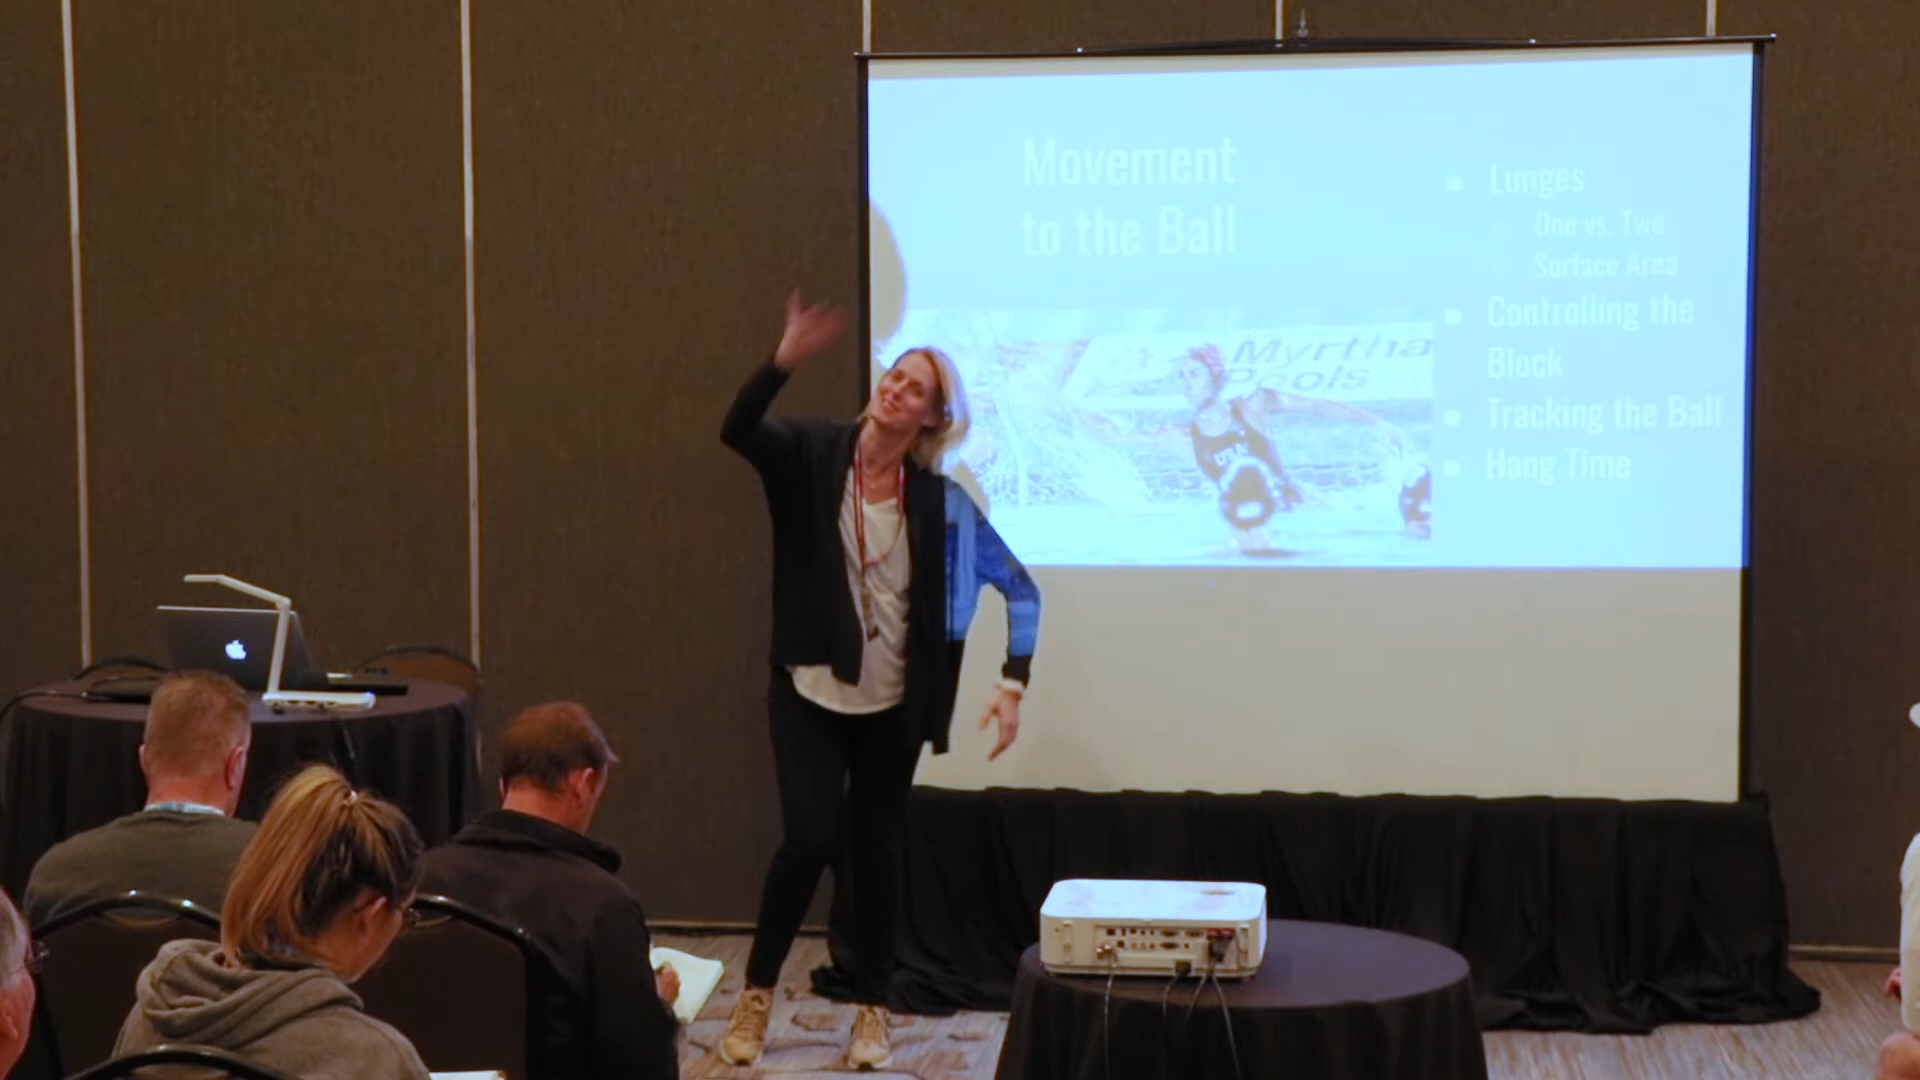 Movement
to the Ball
Lunges
One vs. Two
Surface Area
Controlling the
Block
Tracking the Ball
Hang Time
Myrtha
Pools
USA